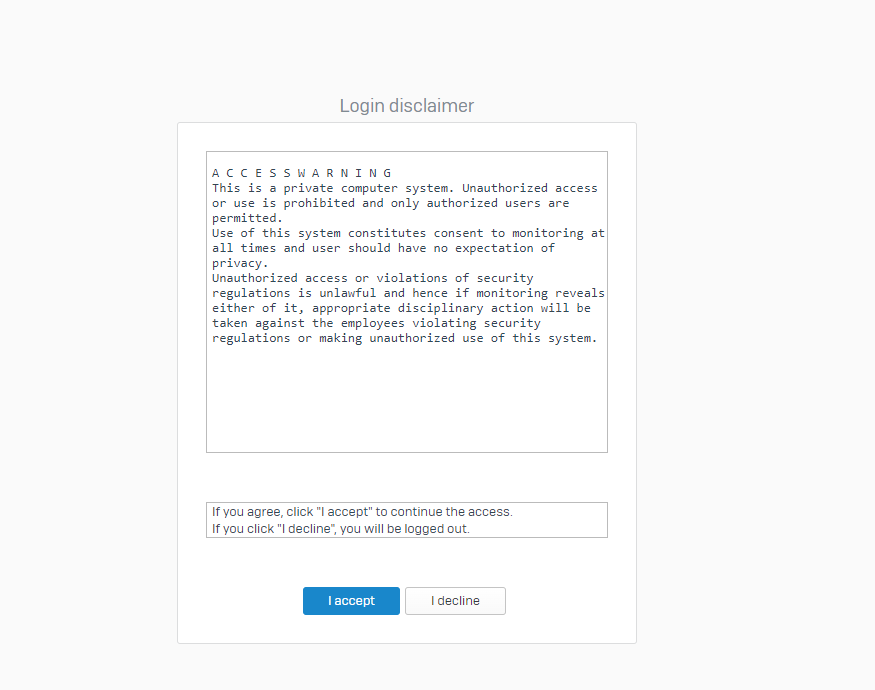 Login disclaimer
A C C E S S W A R N I N G
This is a private computer system. Unauthorized access
or use is prohibited and only authorized users are
permitted.
Use of this system constitutes consent to monitoring at
all times and user should have no expectation of
privacy.
Unauthorized access or violations of security
regulations is unlawful and hence if monitoring reveals
either of it, appropriate disciplinary action will be
taken against the employees violating security
regulations or making unauthorized use of this system.
If you agree, click "I accept" to continue the access.
If you click "I decline", you will be logged out.
I accept
I decline